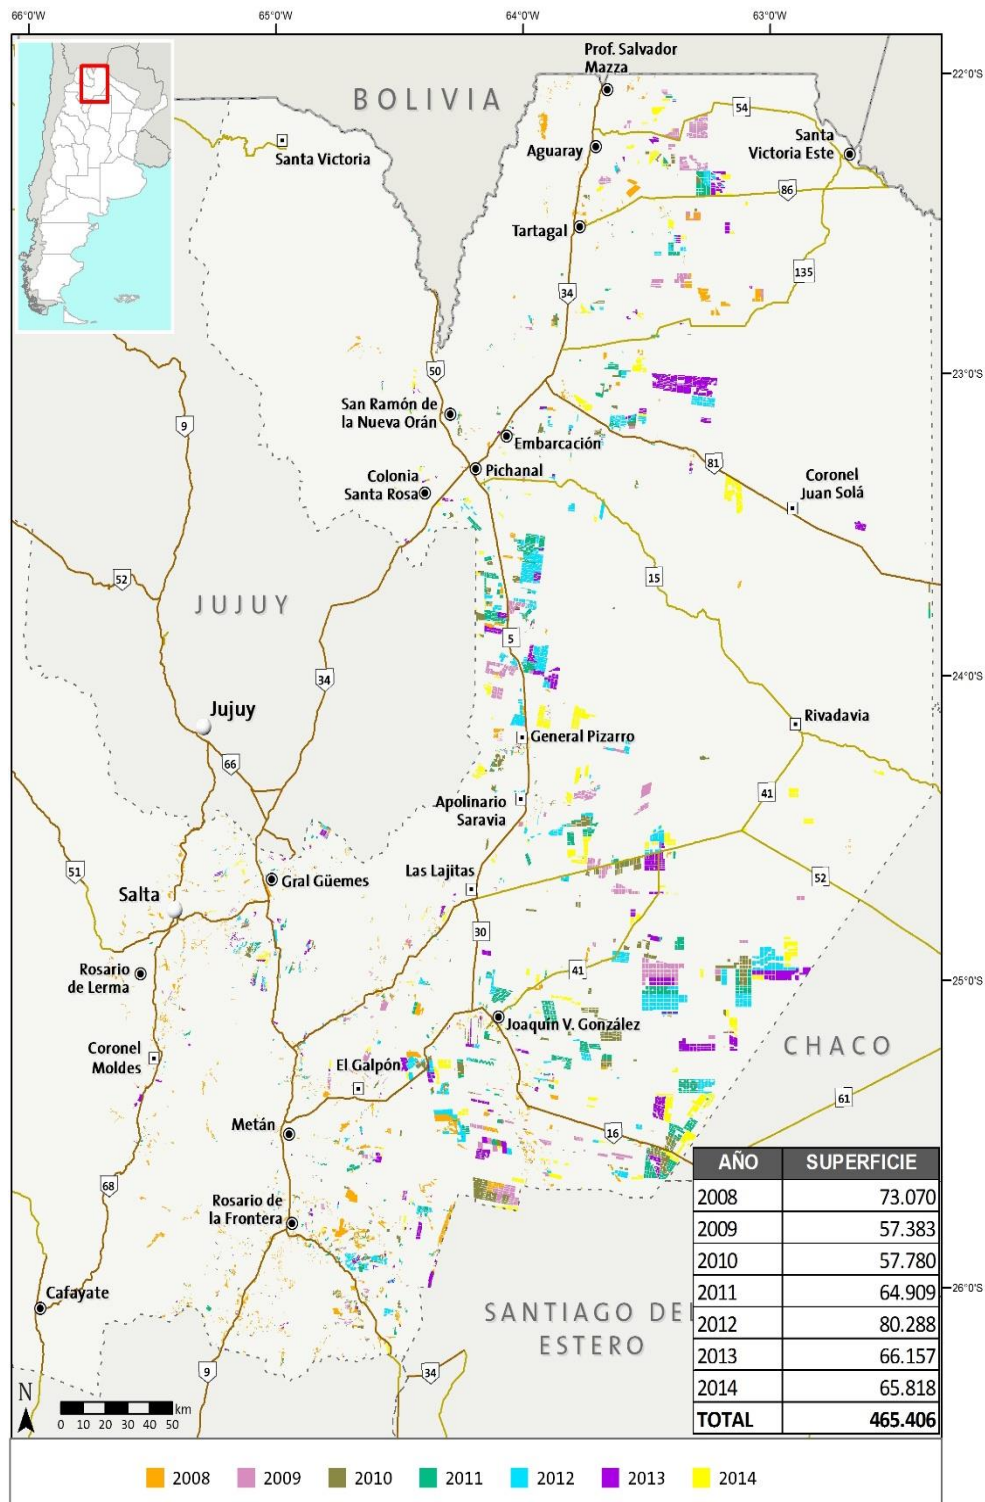 66°0'W 65°0'W 64°0'W 63°0'W
Prof. Salvador
Mazza
22°0'S
BOLIVIA
54
Santa
Victoria Este
Santa Victoria
Aguaray
86
Tartagal
135
34
23°0'S
50
9
San Ramón de
la Nueva Orán
Embarcación
81
Pichanal
Coronel
Juan Solá
Colonia
Santa Rosa
52
15
JUJUY
5
34
24°0'S
Jujuy
Rivadavia
General Pizarro
66
41
Apolinario
Saravia
51
Las Lajitas
Gral Güemes
52
Salta
30
Rosario
de Lerma
41
25°0'S
Joaquín V. González
Coronel
Moldes
CHACO
El Galpón
61
Metán
16
68
Rosario de
la Frontera
Cafayate
26°0'S
SANTIAGO DEL
ESTERO
9
34
N
0 10 20 30 40 50 km
AÑO SUPERFICIE
2008 73.070
2009 57.383
2010 57.780
2011 64.909
2012 80.288
2013 66.157
2014 65.818
TOTAL 465.406
2008 2009 2010 2011 2012 2013 2014